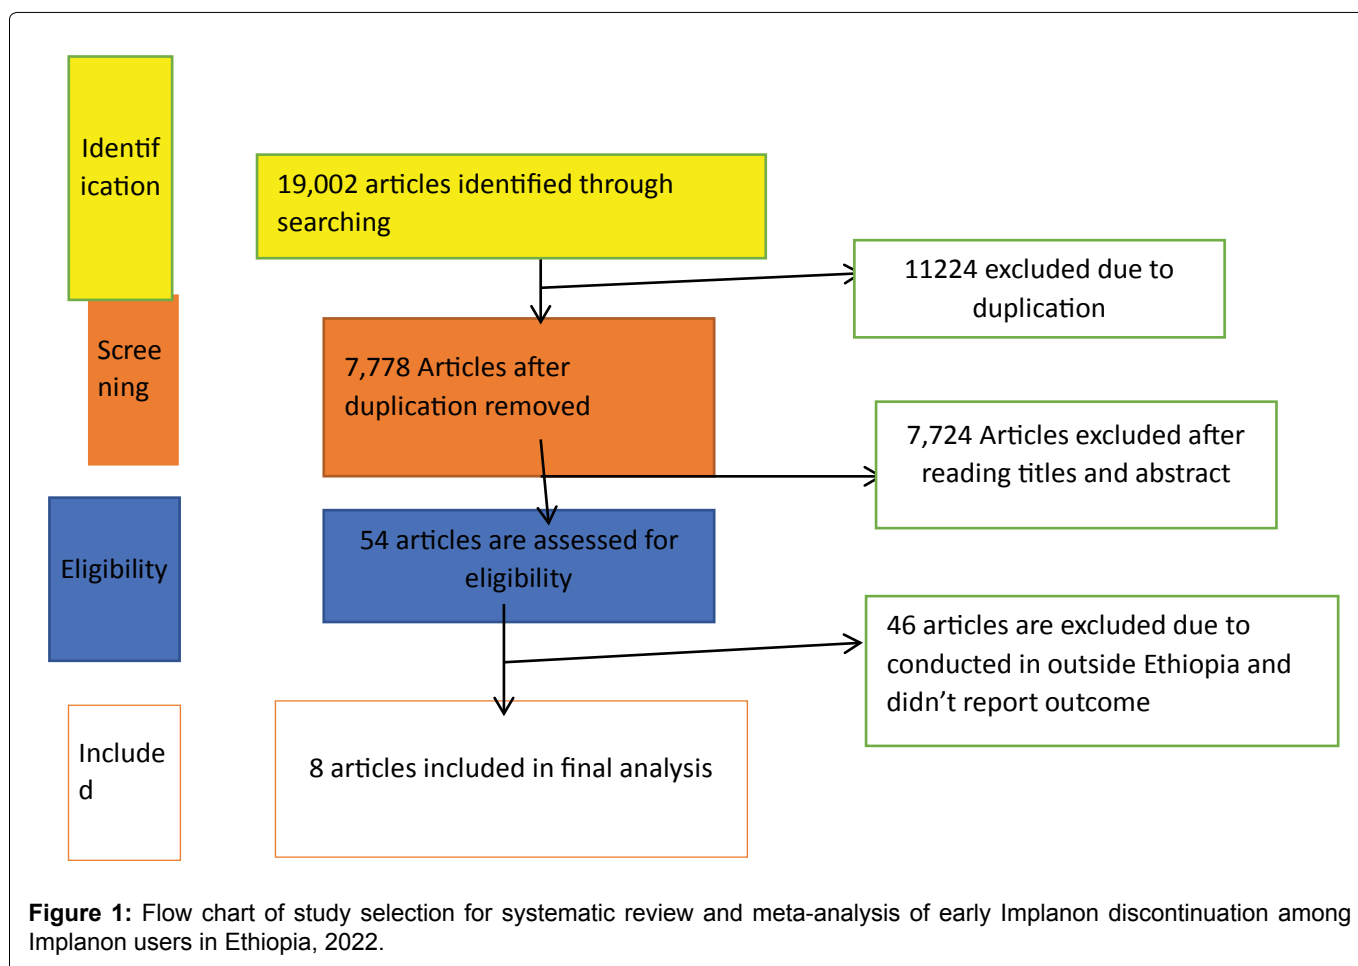 Identif
ication
19,002 articles identified through
searching
11224 excluded due to
duplication
Scree
ning
7,778 Articles after
duplication removed
7,724 Articles excluded after
reading titles and abstract
Eligibility
54 articles are assessed for
eligibility
46 articles are excluded due to
conducted in outside Ethiopia and
didn’t report outcome
Include
d
8 articles included in final analysis
Figure 1: Flow chart of study selection for systematic review and meta-analysis of early Implanon discontinuation among
Implanon users in Ethiopia, 2022.